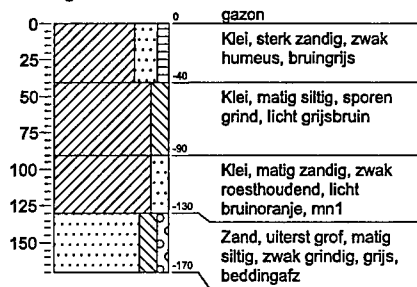 0
gazon
0
Klei, sterk zandig, zwak
humeus, bruingrijs
25
-40
50
Klei, matig siltig, sporen
grind, licht grijsbruin
75
-90
100
Klei, matig zandig, zwak
roesthoudend, licht
bruinoranje, mn1
125
-130
150
Zand, uiterst grof, matig
siltig, zwak grindig, grijs,
beddingafz
-170